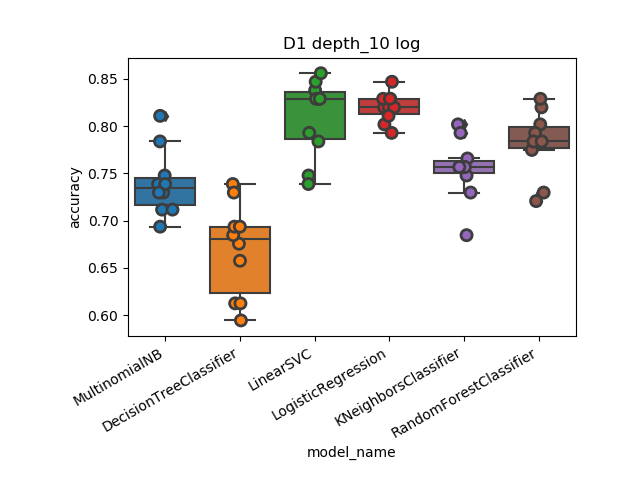 D1 depth_10 log
0.85
0.80
0.75
0.70
0.65
0.60
accuracy
MultinomialNB
DecisionTreeClassifier
LinearSVC
LogisticRegression
KNeighborsClassifier
RandomForestClassifier
model_name